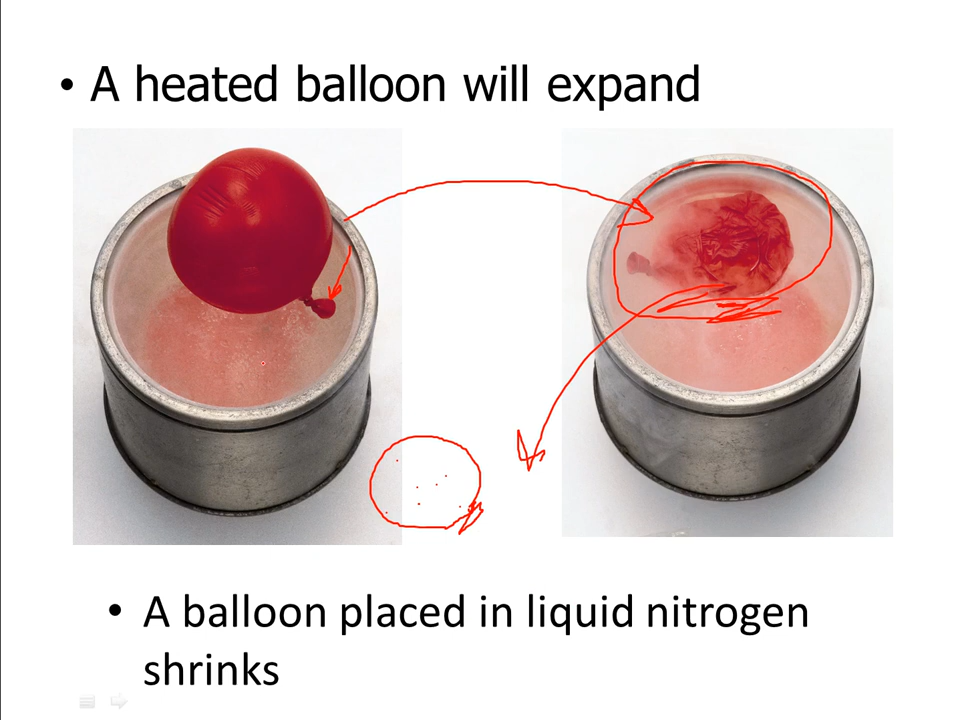 • A heated balloon will expand
• A balloon placed in liquid nitrogen
shrinks